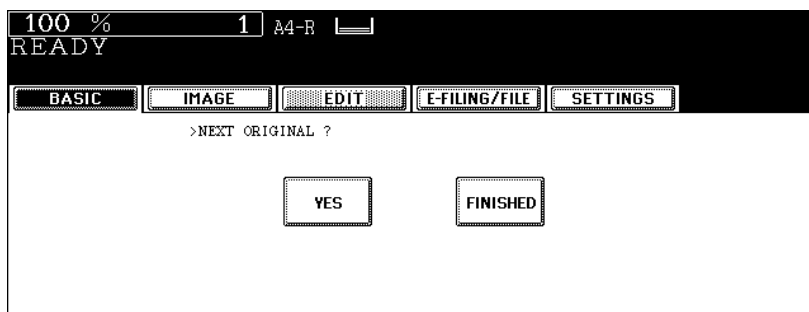 100 % 1 A4-R
READY
BASIC IMAGE EDIT E-FILING/FILE SETTINGS
>NEXT ORIGINAL ?
YES FINISHED